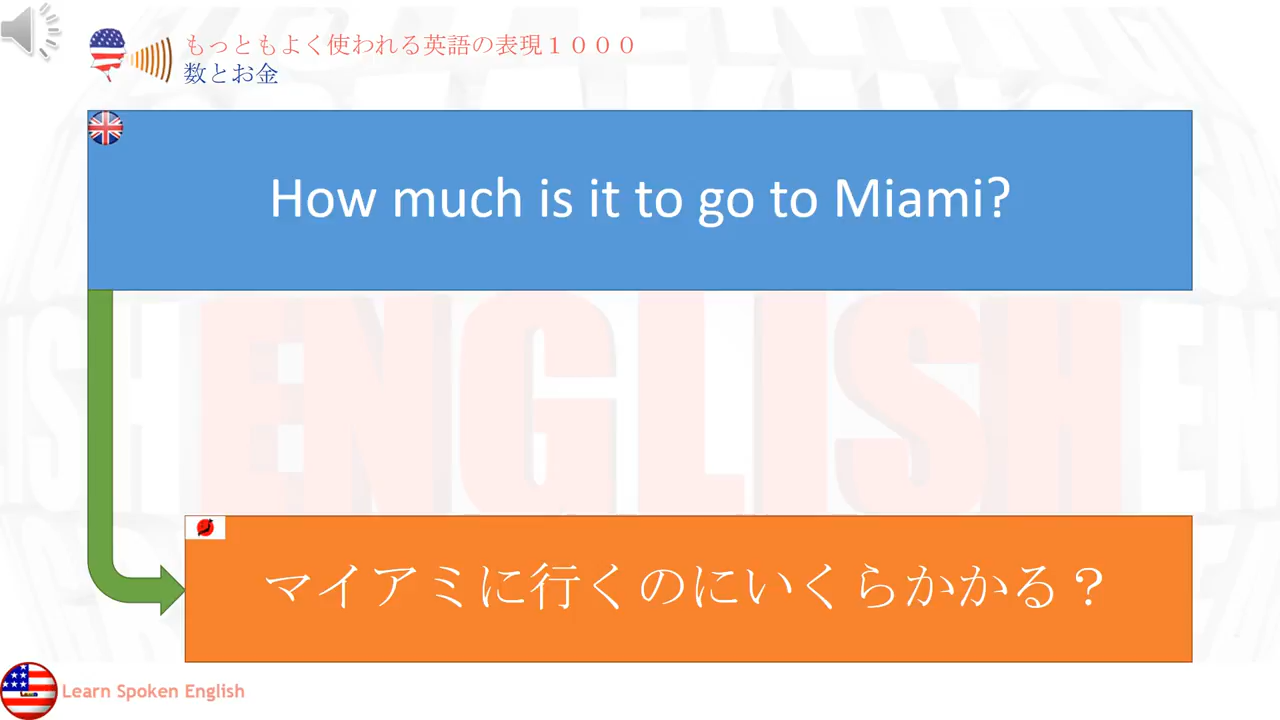 もっともよく使われる英語の表現１０００
数とお金
How much is it to go to Miami?
ENGLISH
マイアミに行くのにいくらかかる？
Learn Spoken English